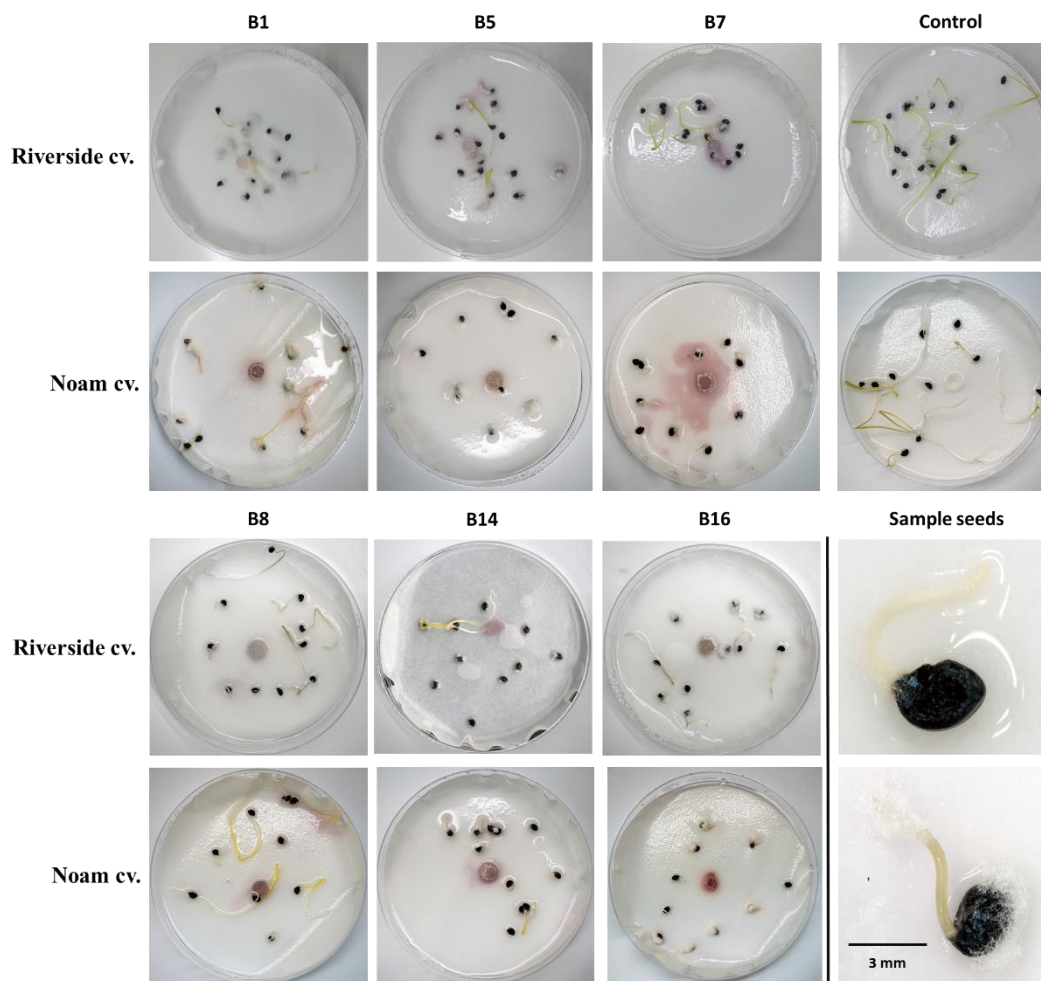 B1 B5 B7 Control
Riverside cv.
Noam cv.
B8 B14 B16 Sample seeds
Riverside cv.
Noam cv.
3 mm